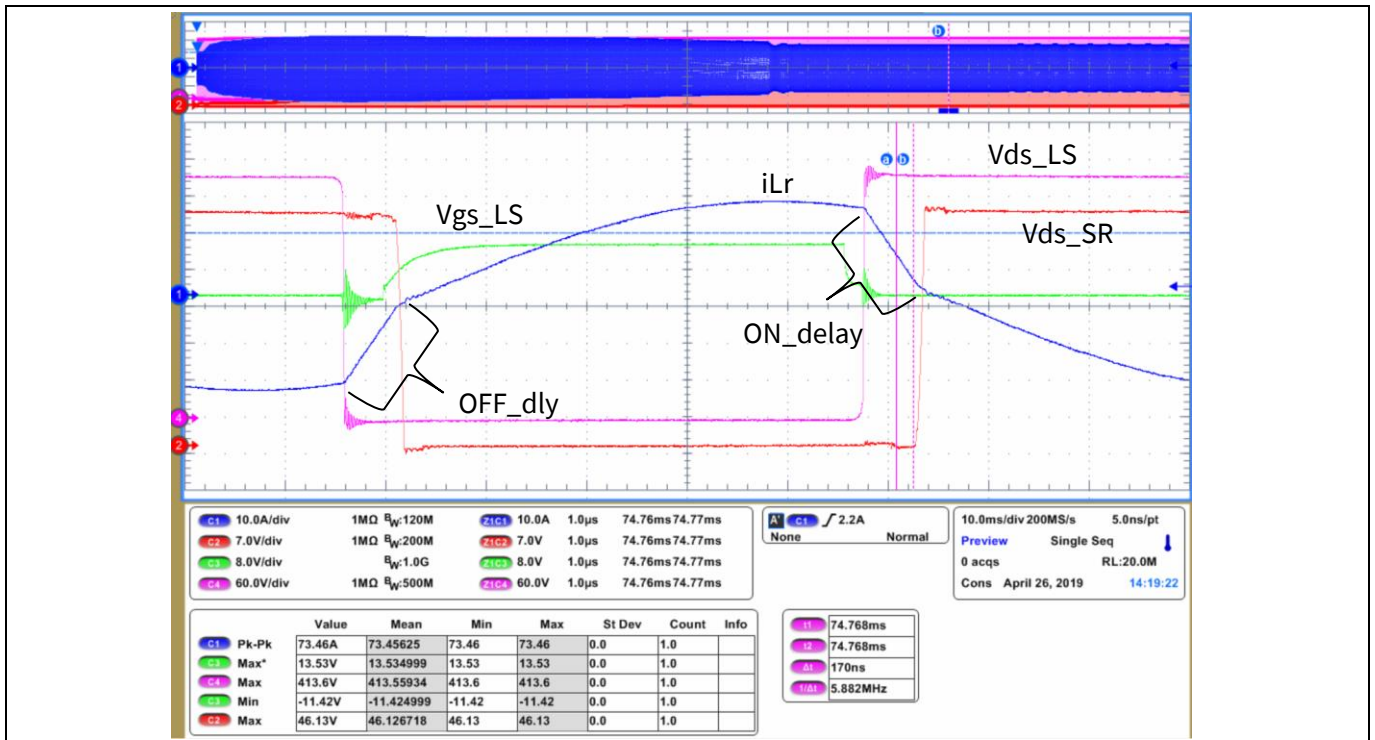 b
1
2
a b
Vds_LS
iLr
Vgs_LS
Vds_SR
1
ON_delay
OFF_dly
4
2
C1 10.0A/div 1MΩ BW:120M Z1C1 10.0A 1.0µs 74.76ms 74.77ms
C2 7.0V/div 1MΩ BW:200M Z1C2 7.0V 1.0µs 74.76ms 74.77ms
C3 8.0V/div BW:1.0G Z1C3 8.0V 1.0µs 74.76ms 74.77ms
C4 60.0V/div 1MΩ BW:500M Z1C4 60.0V 1.0µs 74.76ms 74.77ms
A' C1 2.2A
None Normal
10.0ms/div 200MS/s 5.0ns/pt
Preview Single Seq
0 acqs RL:20.0M
Cons April 26, 2019 14:19:22
Value Mean Min Max St Dev Count Info
C1 Pk-Pk 73.46A 73.45625 73.46 73.46 0.0 1.0
C3 Max* 13.53V 13.534999 13.53 13.53 0.0 1.0
C4 Max 413.6V 413.55934 413.6 413.6 0.0 1.0
C3 Min -11.42V -11.424999 -11.42 -11.42 0.0 1.0
C2 Max 46.13V 46.126718 46.13 46.13 0.0 1.0
t1 74.768ms
t2 74.768ms
Δt 170ns
1/Δt 5.882MHz